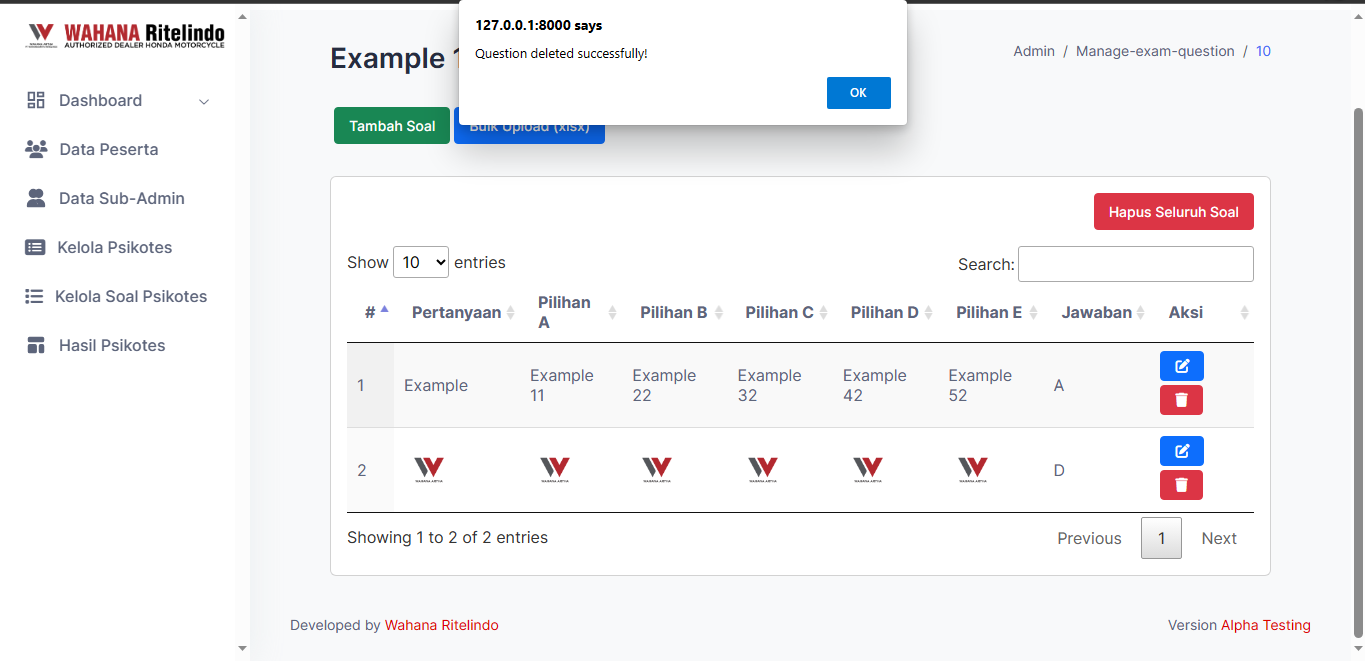 WAHANA Ritelindo
AUTHORIZED DEALER HONDA MOTORCYCLE
Dashboard
Data Peserta
Data Sub-Admin
Kelola Psikotes
Kelola Soal Psikotes
Hasil Psikotes
127.0.0.1:8000 says
Question deleted successfully!
OK
Example
Admin / Manage-exam-question / 10
Tambah Soal
Bulk Upload (xlsx)
Hapus Seluruh Soal
Show 10 entries
Search:
# Pertanyaan Pilihan A Pilihan B Pilihan C Pilihan D Pilihan E Jawaban Aksi
1 Example Example 11 Example 22 Example 32 Example 42 Example 52 A
2 D
Showing 1 to 2 of 2 entries
Previous 1 Next
Developed by Wahana Ritelindo
Version Alpha Testing